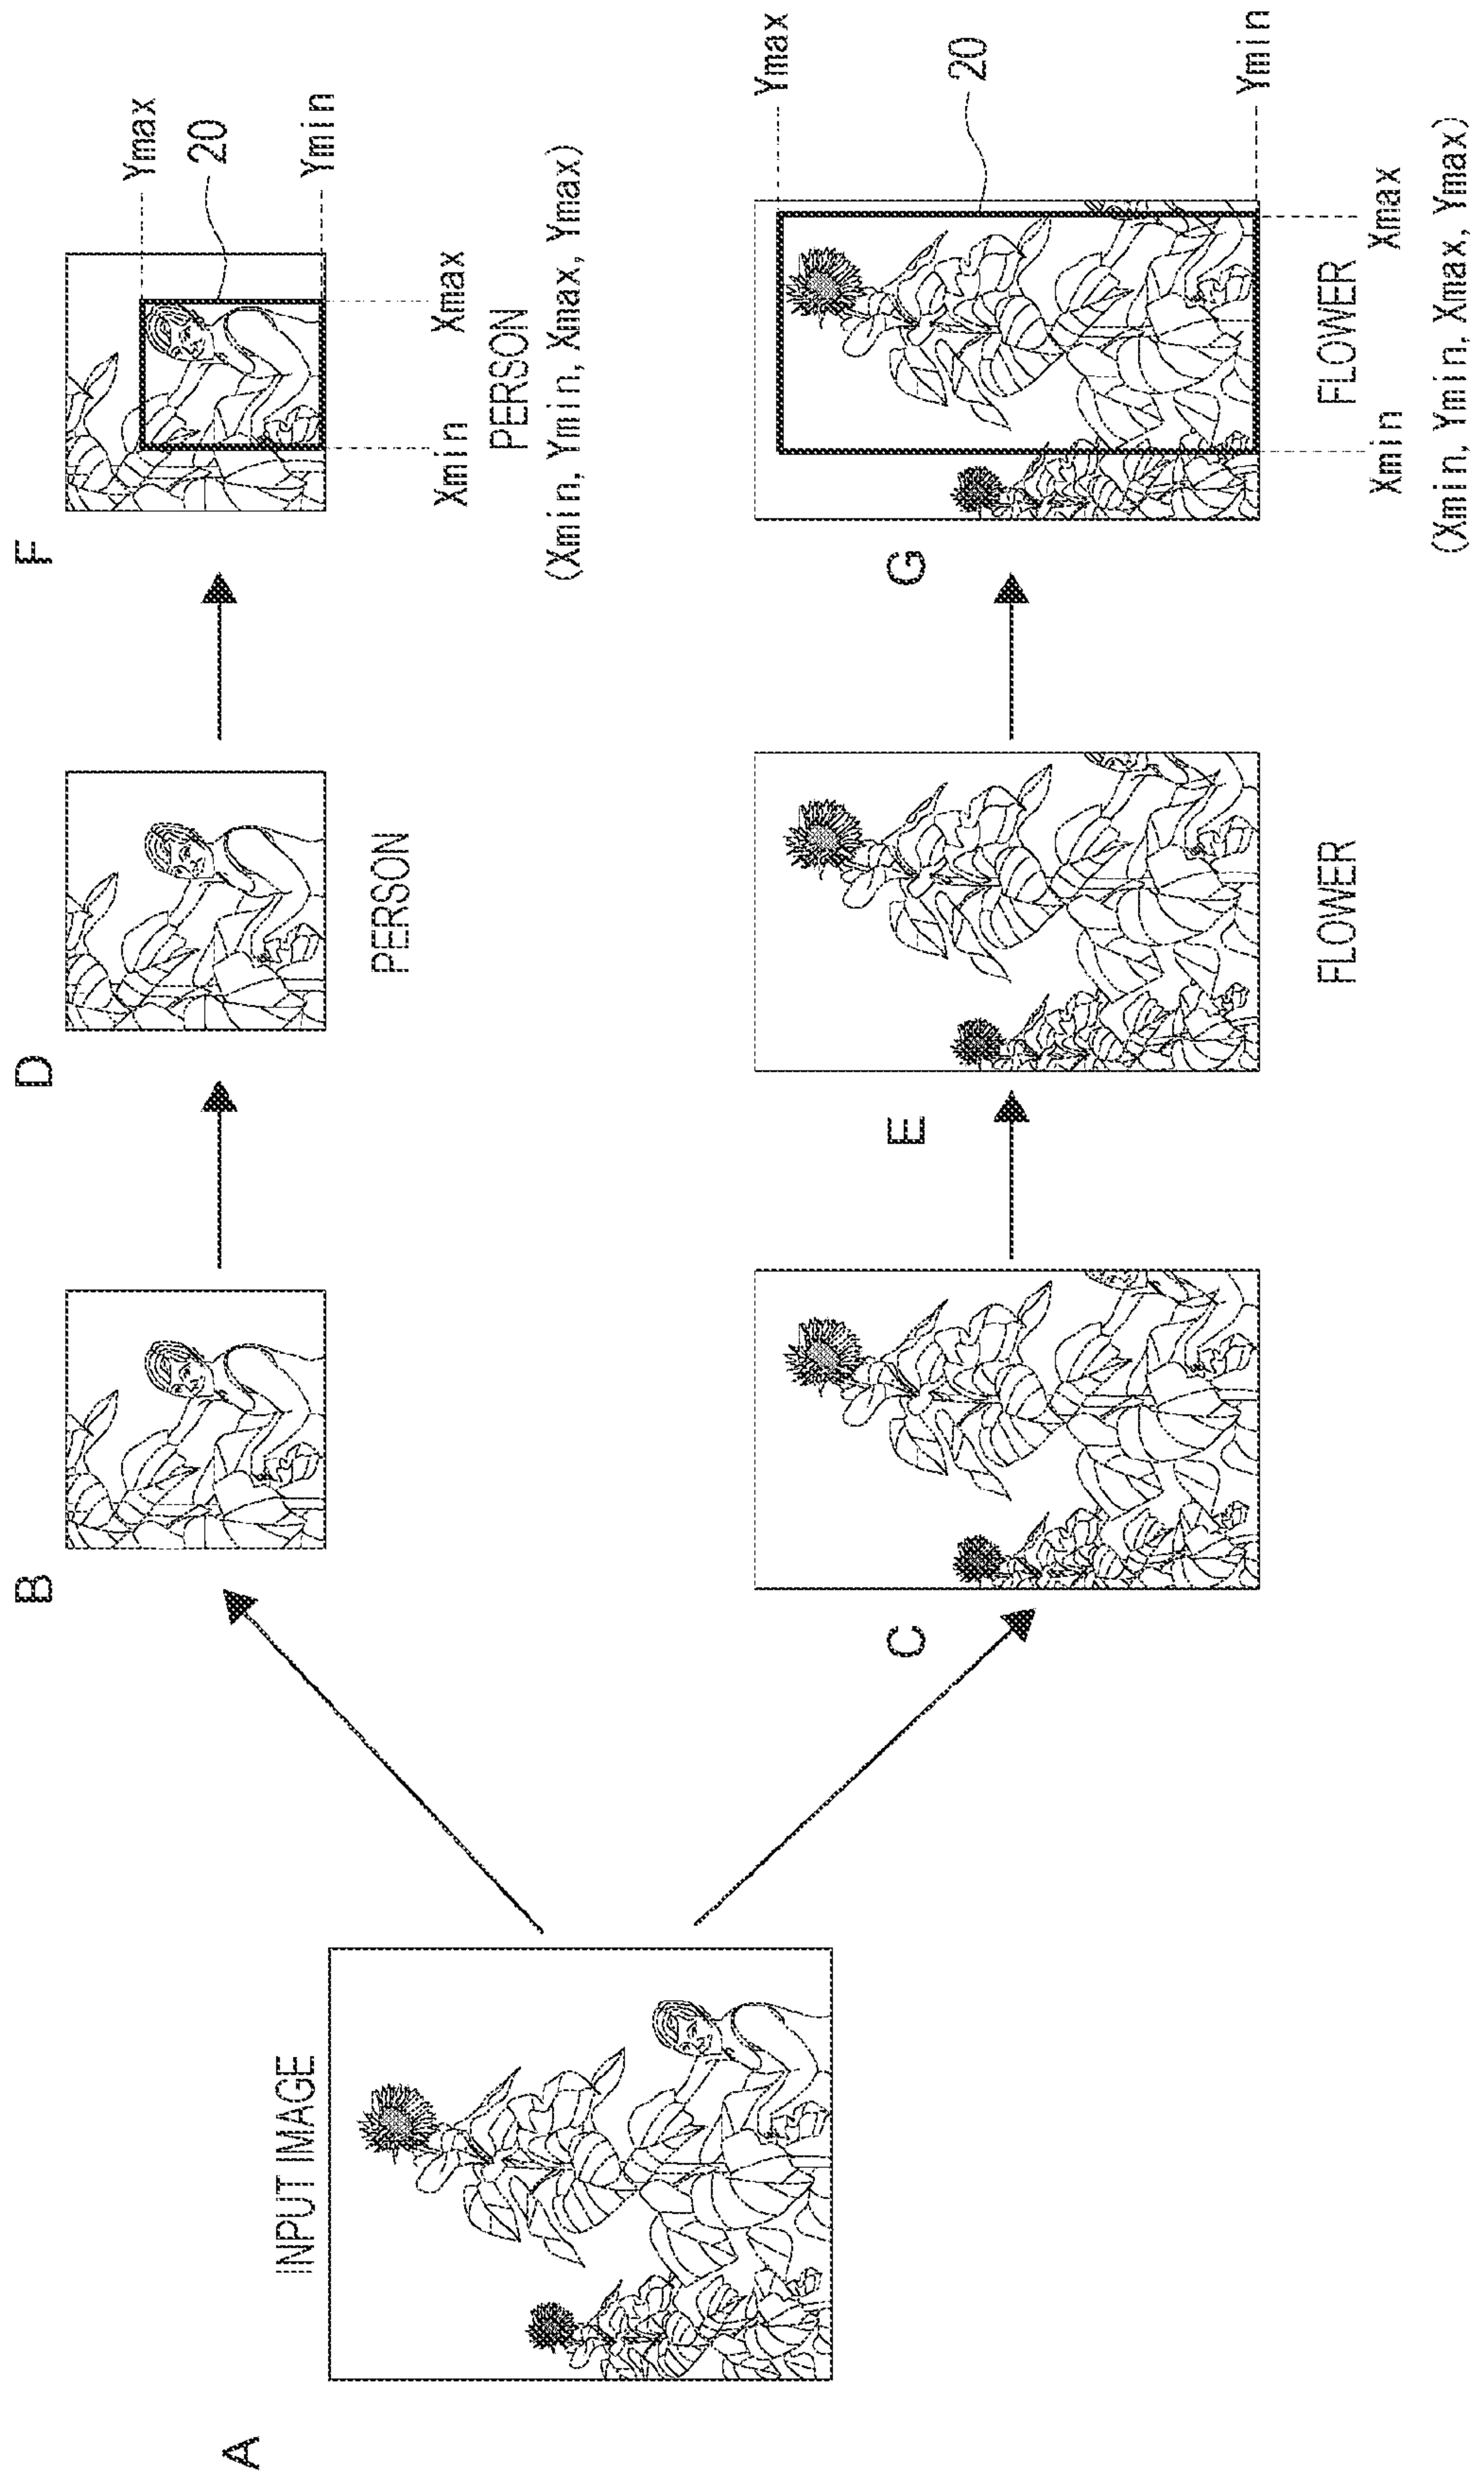 A
INPUT IMAGE
B
D
PERSON
F
Ymax
20
Ymin
Xmin
Xmax
PERSON
(Xmin, Ymin, Xmax, Ymax)
C
E
FLOWER
G
Ymax
20
Ymin
Xmin
Xmax
FLOWER
(Xmin, Ymin, Xmax, Ymax)